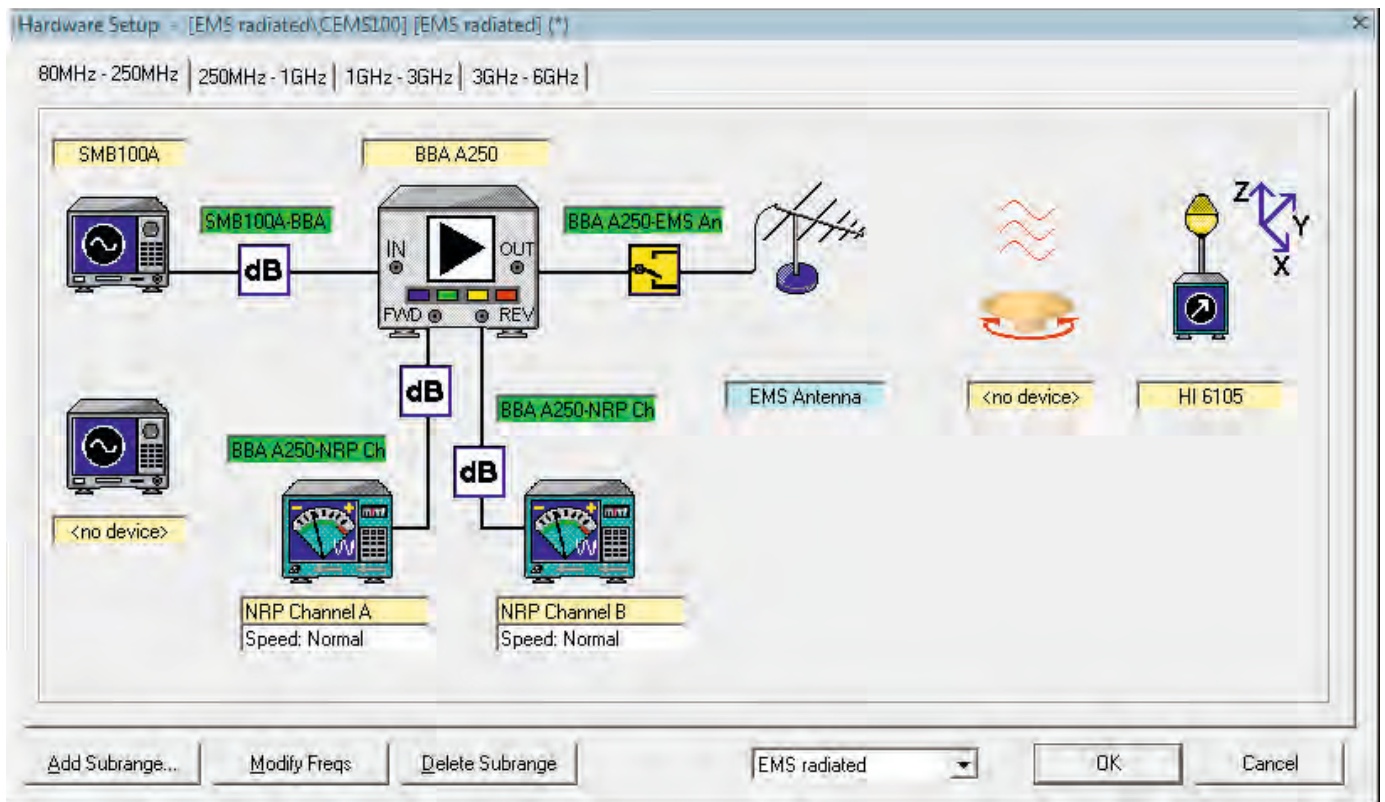 Hardware Setup - [EMS radiated\CEMS100] [EMS radiated] (*)
80MHz - 250MHz
250MHz - 1GHz
1GHz - 3GHz
3GHz - 6GHz
SMB100A
BBA A250
SMB100A-BBA
BBA A250-EMS An
dB
IN
OUT
FWD
REV
Z
Y
X
dB
BBA A250-NRP Ch
EMS Antenna
<no device>
HI 6105
BBA A250-NRP Ch
dB
<no device>
NRP Channel A
Speed: Normal
NRP Channel B
Speed: Normal
Add Subrange...
Modify Freqs
Delete Subrange
EMS radiated
OK
Cancel